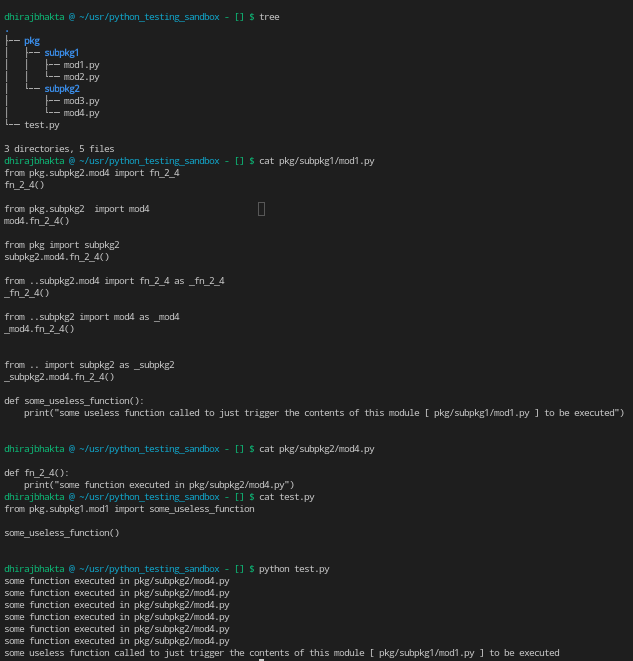 dhirajbhakta @ ~/usr/python_testing_sandbox - [] $ tree
.
├── pkg
│   ├── subpkg1
│   │   ├── mod1.py
│   │   └── mod2.py
│   └── subpkg2
│       ├── mod3.py
│       └── mod4.py
└── test.py

3 directories, 5 files
dhirajbhakta @ ~/usr/python_testing_sandbox - [] $ cat pkg/subpkg1/mod1.py
from pkg.subpkg2.mod4 import fn_2_4
fn_2_4()

from pkg.subpkg2  import mod4
mod4.fn_2_4()

from pkg import subpkg2
subpkg2.mod4.fn_2_4()

from ..subpkg2.mod4 import fn_2_4 as _fn_2_4
_fn_2_4()

from ..subpkg2 import mod4 as _mod4
_mod4.fn_2_4()


from .. import subpkg2 as _subpkg2
_subpkg2.mod4.fn_2_4()

def some_useless_function():
    print("some useless function called to just trigger the contents of this module [ pkg/subpkg1/mod1.py ] to be executed")


dhirajbhakta @ ~/usr/python_testing_sandbox - [] $ cat pkg/subpkg2/mod4.py

def fn_2_4():
    print("some function executed in pkg/subpkg2/mod4.py")
dhirajbhakta @ ~/usr/python_testing_sandbox - [] $ cat test.py
from pkg.subpkg1.mod1 import some_useless_function

some_useless_function()


dhirajbhakta @ ~/usr/python_testing_sandbox - [] $ python test.py
some function executed in pkg/subpkg2/mod4.py
some function executed in pkg/subpkg2/mod4.py
some function executed in pkg/subpkg2/mod4.py
some function executed in pkg/subpkg2/mod4.py
some function executed in pkg/subpkg2/mod4.py
some function executed in pkg/subpkg2/mod4.py
some useless function called to just trigger the contents of this module [ pkg/subpkg1/mod1.py ] to be executed